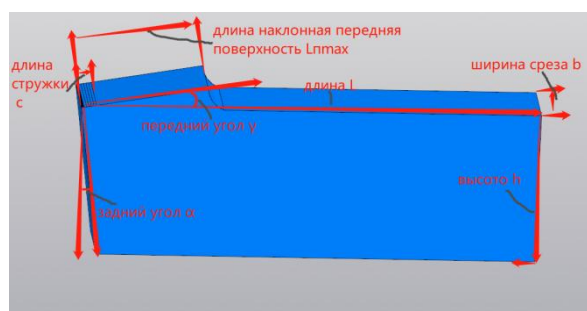 длина наклонная передняя
поверхность Lnmax
длина
стружки
с
ширина среза b
длина L
передний угол γ
высото h
задний угол α